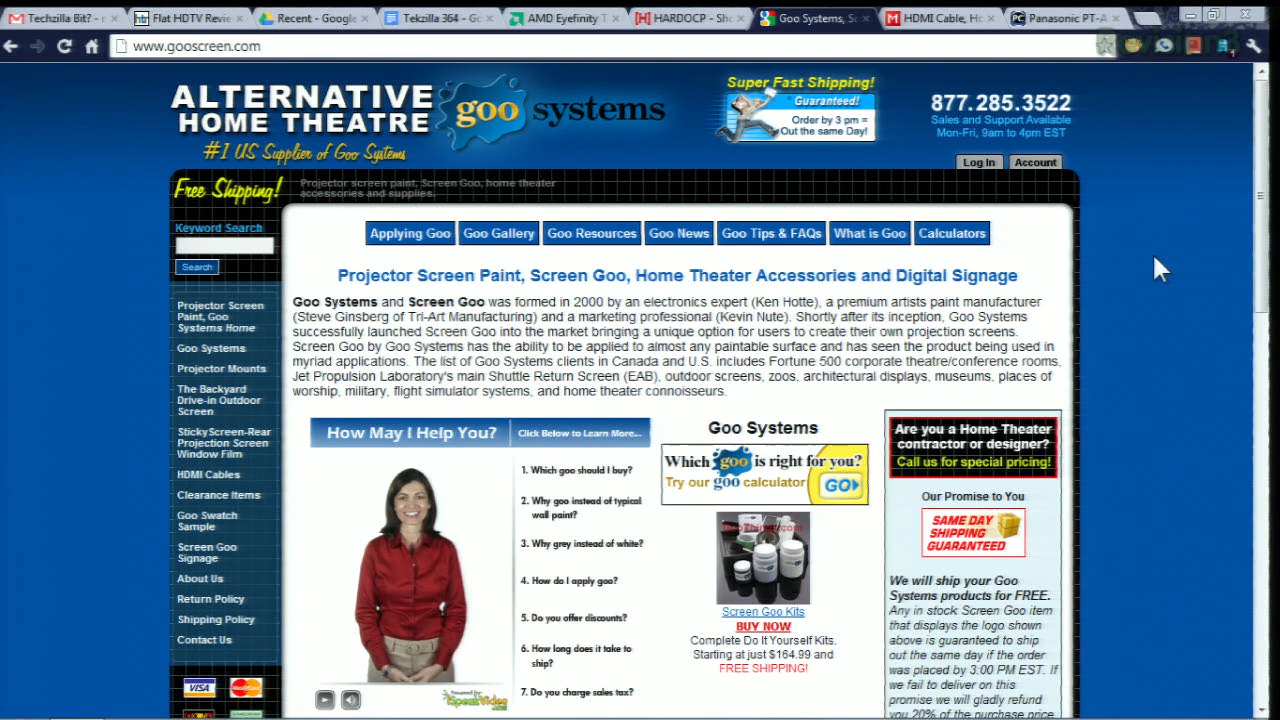 Techzilla Bit? - m
Flat HDTV Revie
Recent - Google
Tekzilla 364 - G
AMD Eyefinity T
[H]ARDOCP - Sh
Goo Systems, S
HDMI Cable, H
Panasonic PT-A
www.gooscreen.com
ALTERNATIVE
HOME THEATRE
#1 US Supplier of Goo Systems
goo systems
Super Fast Shipping!
Guaranteed!
Order by 3 pm =
Out the same Day!
877.285.3522
Sales and Support Available
Mon-Fri, 9am to 4pm EST
Log In
Account
Free Shipping!
Projector screen paint, Screen Goo, home theater
accessories and supplies.
Keyword Search
Search
Applying Goo
Goo Gallery
Goo Resources
Goo News
Goo Tips & FAQs
What is Goo
Calculators
Projector Screen
Paint, Goo
Systems Home
Goo Systems
Projector Mounts
The Backyard
Drive-in Outdoor
Screen
StickyScreen-Rear
Projection Screen
Window Film
HDMI Cables
Clearance Items
Goo Swatch
Sample
Screen Goo
Signage
About Us
Return Policy
Shipping Policy
Contact Us
VISA
MasterCard
Projector Screen Paint, Screen Goo, Home Theater Accessories and Digital Signage
Goo Systems and Screen Goo was formed in 2000 by an electronics expert (Ken Hotte), a premium artists paint manufacturer
(Steve Ginsberg of Tri-Art Manufacturing) and a marketing professional (Kevin Nute). Shortly after its inception, Goo Systems
successfully launched Screen Goo into the market bringing a unique option for users to create their own projection screens.
Screen Goo by Goo Systems has the ability to be applied to almost any paintable surface and has seen the product being used in
myriad applications. The list of Goo Systems clients in Canada and U.S. includes Fortune 500 corporate theatre/conference rooms,
Jet Propulsion Laboratory's main Shuttle Return Screen (EAB), outdoor screens, zoos, architectural displays, museums, places of
worship, military, flight simulator systems, and home theater connoisseurs.
How May I Help You?
Click Below to Learn More...
1. Which goo should I buy?
2. Why goo instead of typical
wall paint?
3. Why grey instead of white?
4. How do I apply goo?
5. Do you offer discounts?
6. How long does it take to
ship?
7. Do you charge sales tax?
Powered by:
SpeakVideo
Goo Systems
Which goo is right for you?
Try our goo calculator
GO
Screen Goo Kits
BUY NOW
Complete Do It Yourself Kits.
Starting at just $164.99 and
FREE SHIPPING!
Are you a Home Theater
contractor or designer?
Call us for special pricing!
Our Promise to You
SAME DAY
SHIPPING
GUARANTEED
We will ship your Goo
Systems products for FREE.
Any in stock Screen Goo item
that displays the logo shown
above is guaranteed to ship
out the same day if the order
was placed by 3:00 PM EST. If
we fail to deliver on this
promise we will gladly refund
you 20% of the purchase price